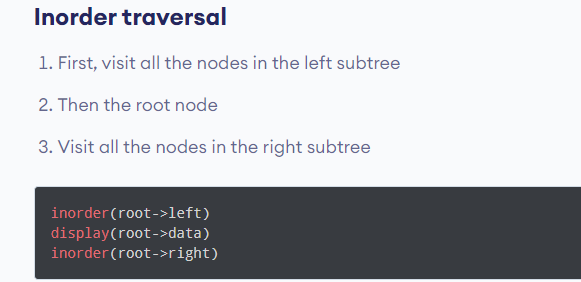 Inorder traversal
1. First, visit all the nodes in the left subtree
2. Then the root node
3. Visit all the nodes in the right subtree
inorder(root->left)
display(root->data)
inorder(root->right)